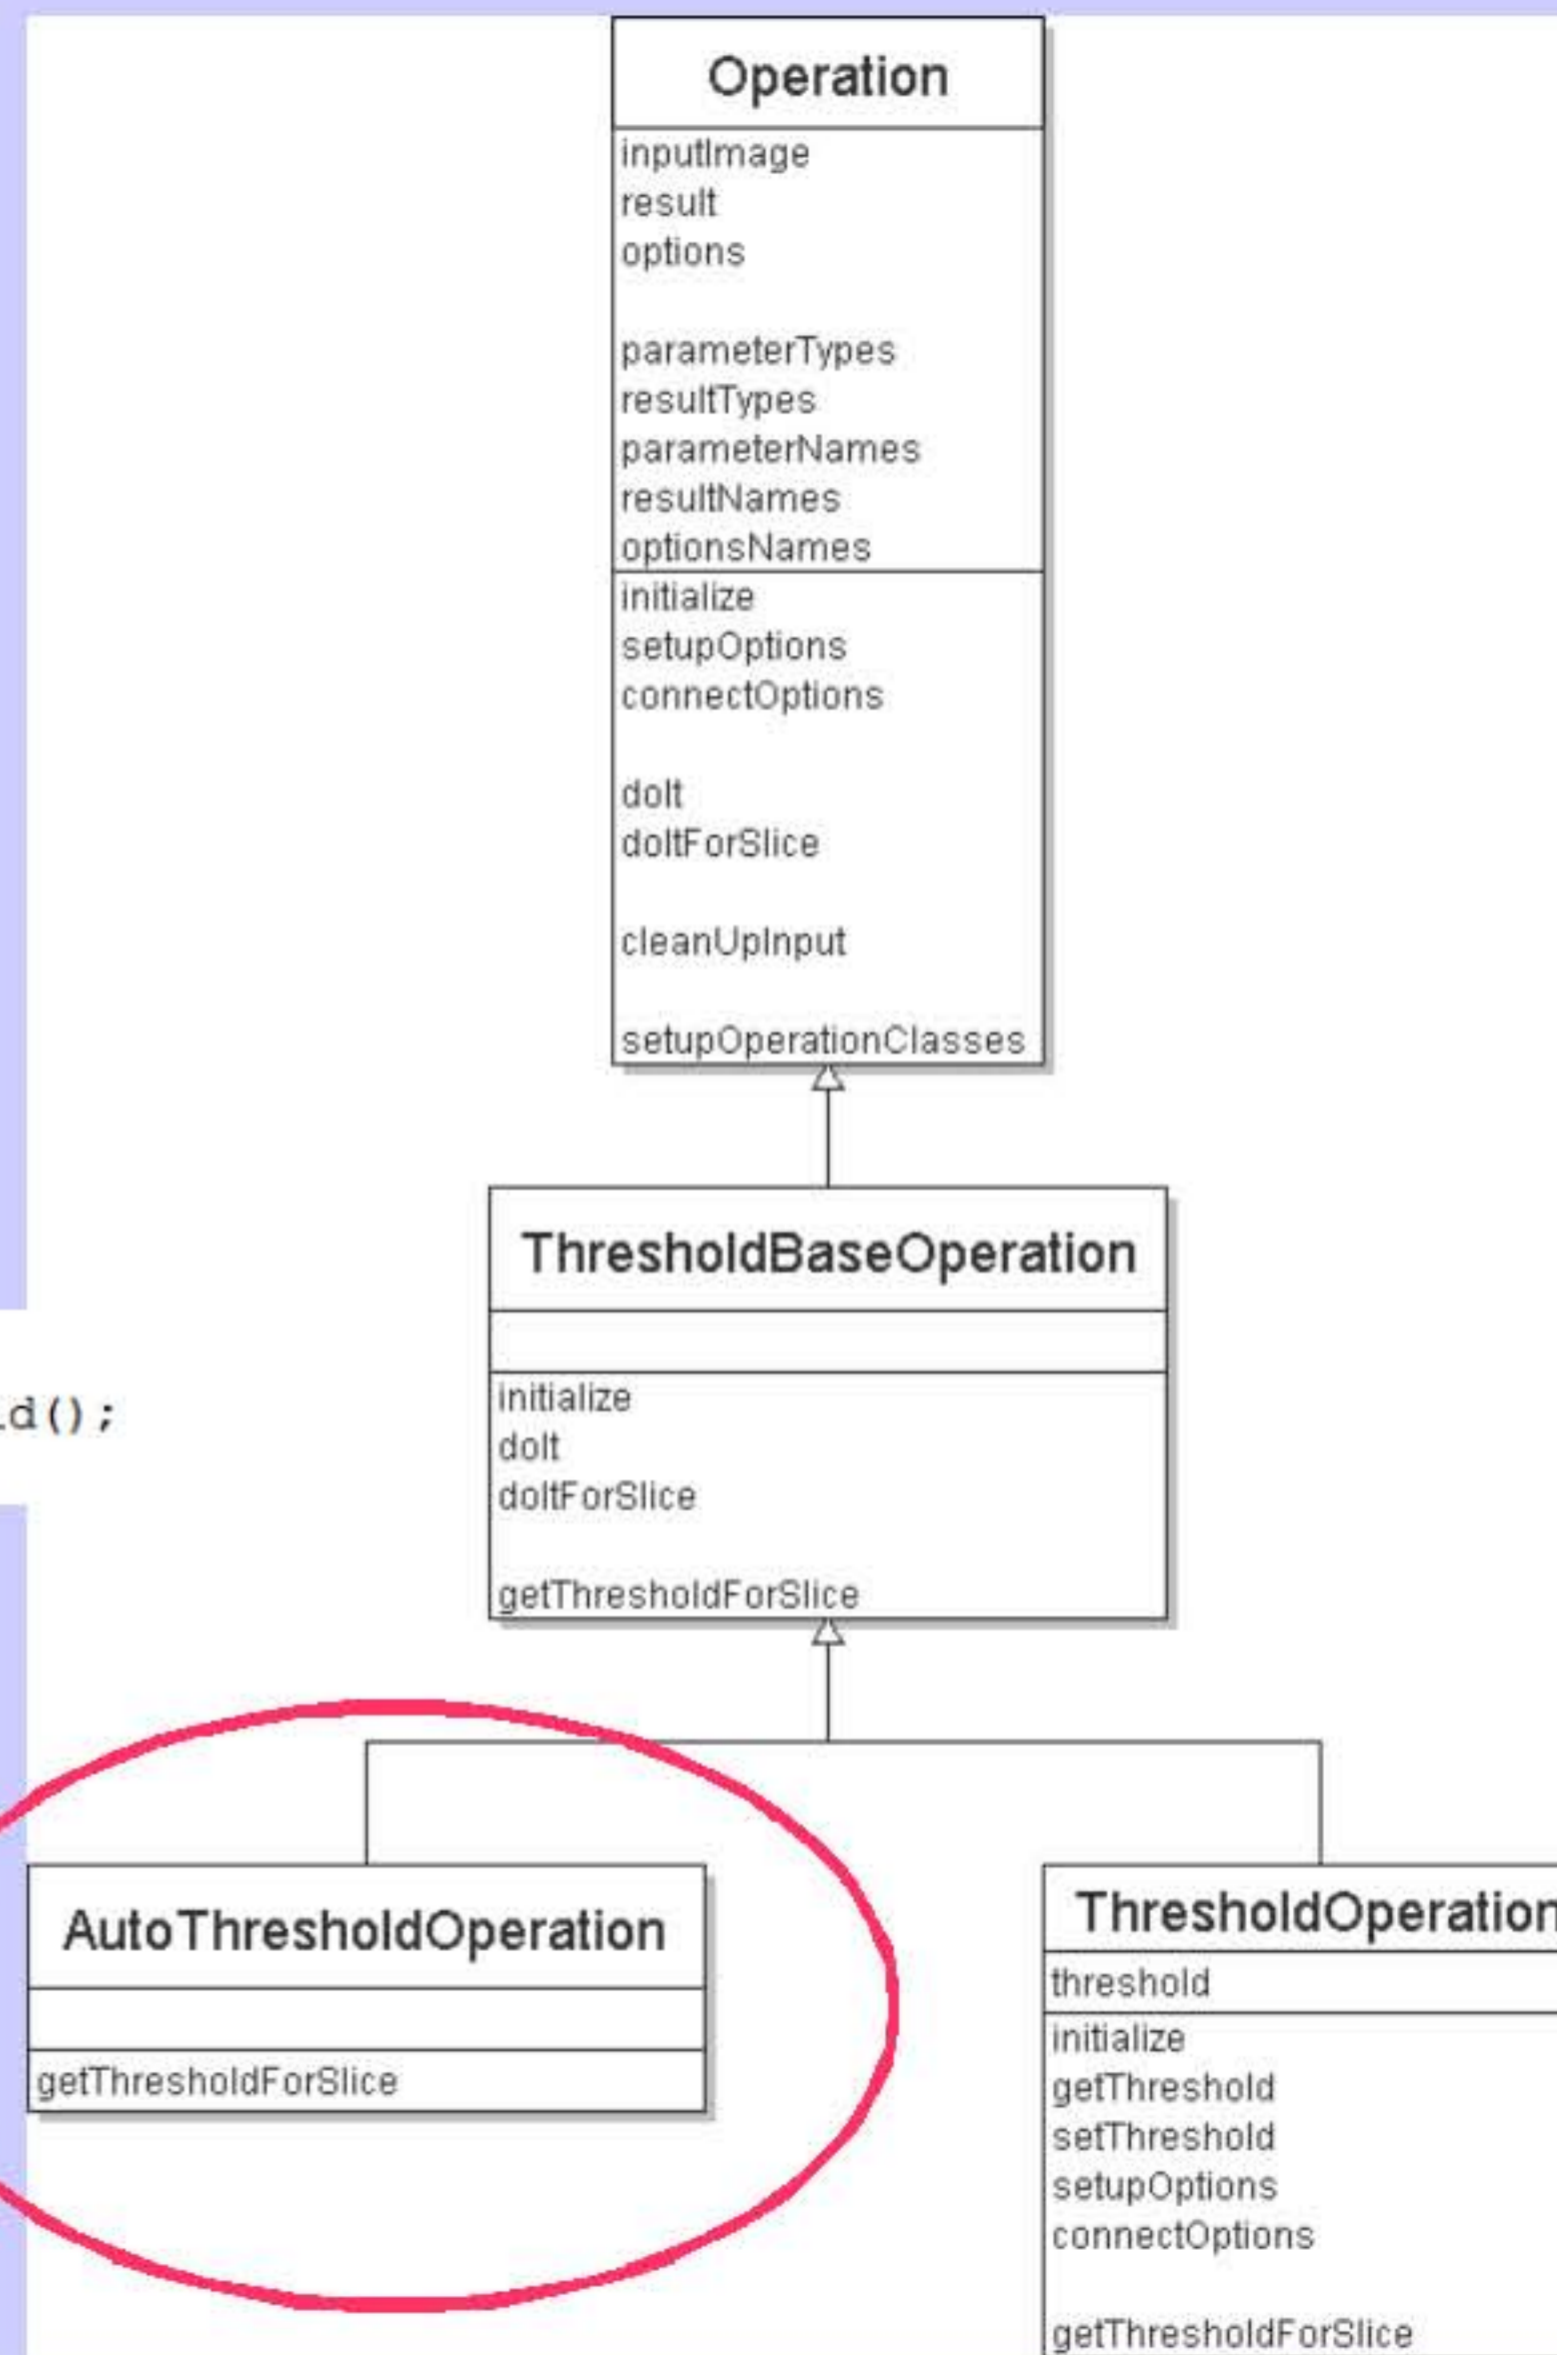 Operation
inputImage
result
options
parameterTypes
resultTypes
parameterNames
resultNames
optionsNames
initialize
setupOptions
connectOptions
doIt
doItForSlice
cleanUpInput
setupOperationClasses
ThresholdBaseOperation
d();
initialize
doIt
doItForSlice
getThresholdForSlice
AutoThresholdOperation
getThresholdForSlice
ThresholdOperation
threshold
initialize
getThreshold
setThreshold
setupOptions
connectOptions
getThresholdForSlice